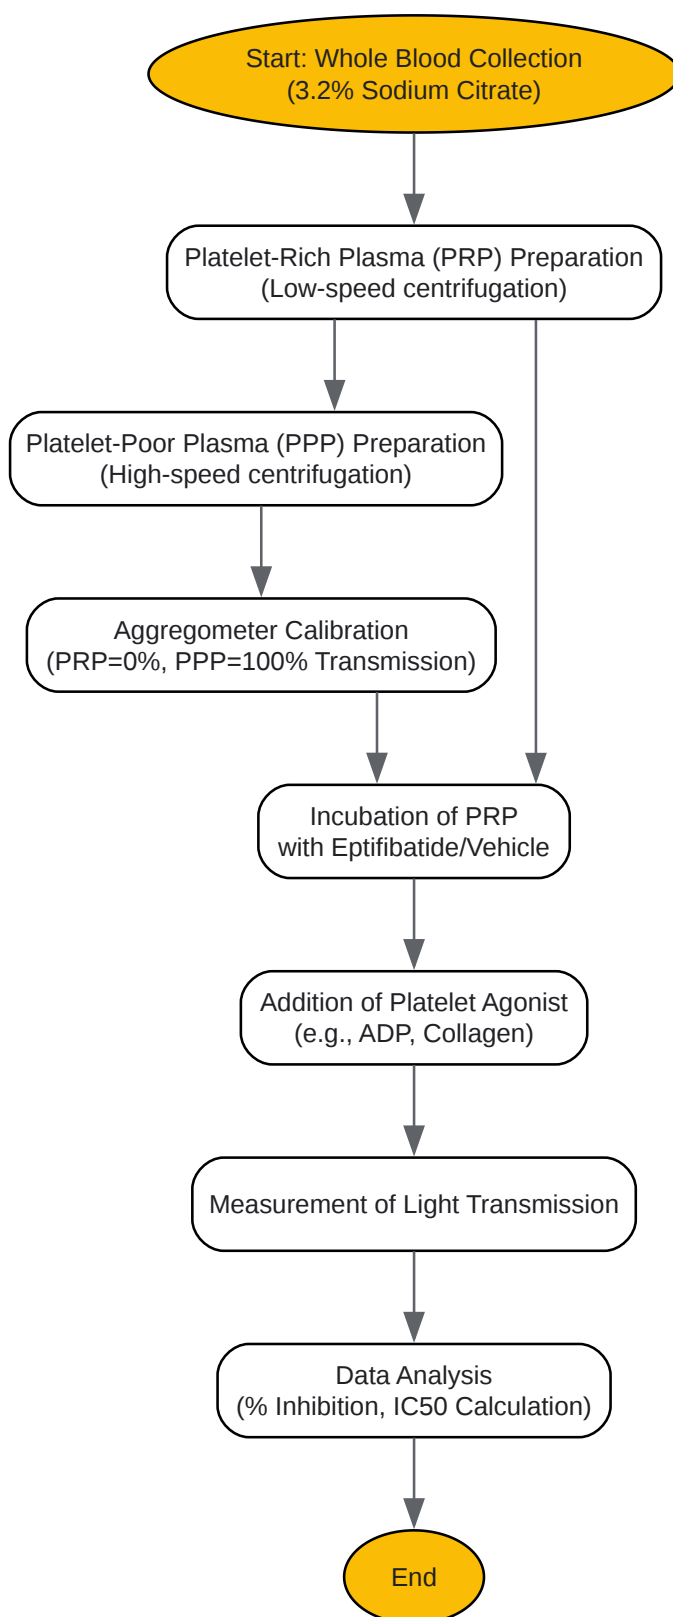 Start: Whole Blood Collection
(3.2% Sodium Citrate)
Platelet-Rich Plasma (PRP) Preparation
(Low-speed centrifugation)
Platelet-Poor Plasma (PPP) Preparation
(High-speed centrifugation)
Aggregometer Calibration
(PRP=0%, PPP=100% Transmission)
Incubation of PRP
with Eptifibatide/Vehicle
Addition of Platelet Agonist
(e.g., ADP, Collagen)
Measurement of Light Transmission
Data Analysis
(% Inhibition, IC50 Calculation)
End